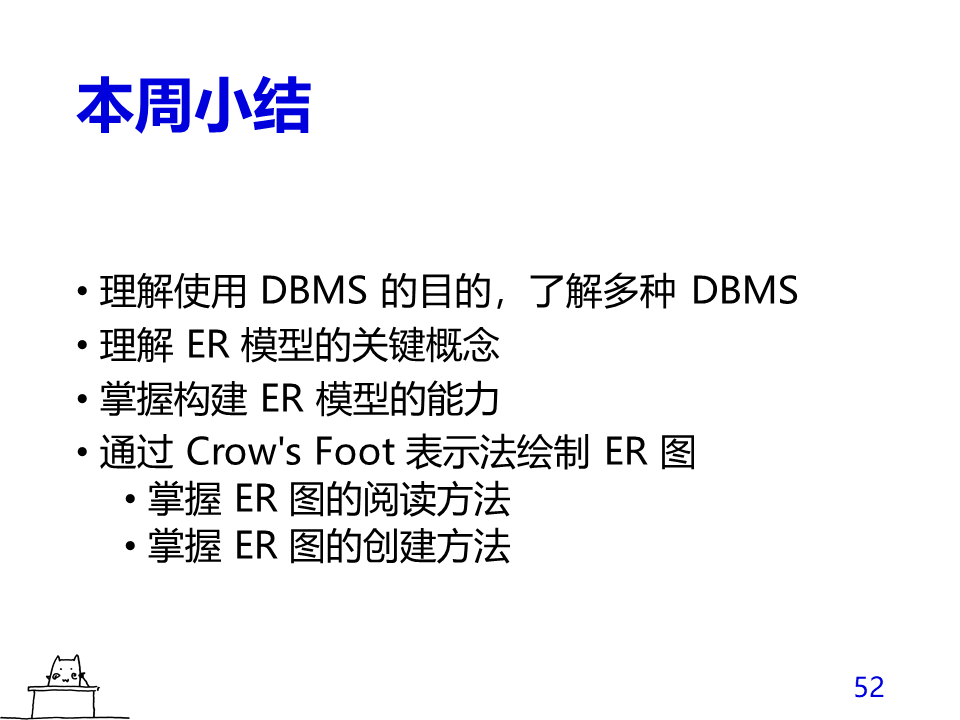 本周小结
• 理解使用 DBMS 的目的，了解多种 DBMS
• 理解 ER 模型的关键概念
• 掌握构建 ER 模型的能力
• 通过 Crow's Foot 表示法绘制 ER 图
• 掌握 ER 图的阅读方法
• 掌握 ER 图的创建方法
52